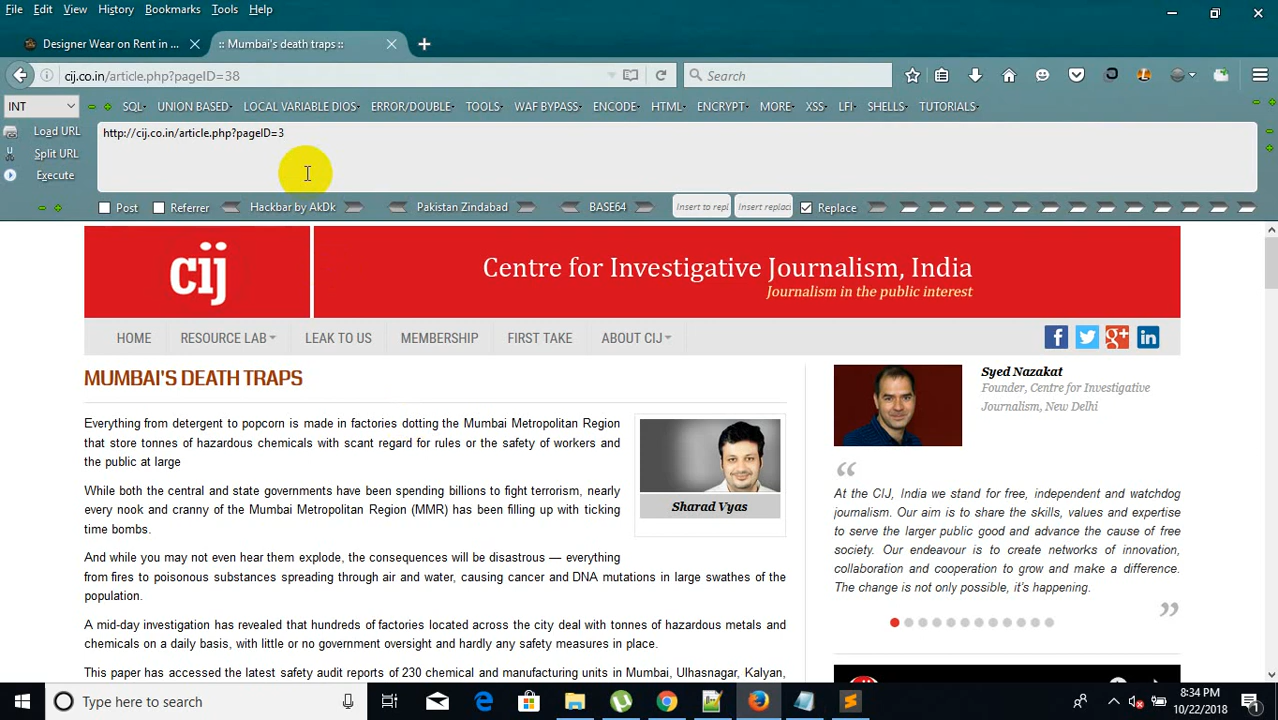 File Edit View History Bookmarks Tools Help
Designer Wear on Rent in ...
:: Mumbai's death traps ::
cij.co.in/article.php?pageID=38
Search
INT
SQL UNION BASED LOCAL VARIABLE DIOS ERROR/DOUBLE TOOLS WAF BYPASS ENCODE HTML ENCRYPT MORE XSS LFI SHELLS TUTORIALS
Load URL
http://cij.co.in/article.php?pageID=3
Split URL
Execute
Post Referrer Hackbar by AkDk Pakistan Zindabad BASE64 Insert to repl Insert replac Replace
cij
Centre for Investigative Journalism, India
Journalism in the public interest
HOME RESOURCE LAB LEAK TO US MEMBERSHIP FIRST TAKE ABOUT CIJ
MUMBAI'S DEATH TRAPS
Everything from detergent to popcorn is made in factories dotting the Mumbai Metropolitan Region
that store tonnes of hazardous chemicals with scant regard for rules or the safety of workers and
the public at large
While both the central and state governments have been spending billions to fight terrorism, nearly
every nook and cranny of the Mumbai Metropolitan Region (MMR) has been filling up with ticking
time bombs.
Sharad Vyas
And while you may not even hear them explode, the consequences will be disastrous — everything
from fires to poisonous substances spreading through air and water, causing cancer and DNA mutations in large swathes of the
population.
A mid-day investigation has revealed that hundreds of factories located across the city deal with tonnes of hazardous metals and
chemicals on a daily basis, with little or no government oversight and hardly any safety measures in place.
This paper has accessed the latest safety audit reports of 230 chemical and manufacturing units in Mumbai, Ulhasnagar, Kalyan,
Syed Nazakat
Founder, Centre for Investigative
Journalism, New Delhi
“
At the CIJ, India we stand for free, independent and watchdog
journalism. Our aim is to share the skills, values and expertise
to serve the larger public good and advance the cause of free
society. Our endeavour is to create networks of innovation,
collaboration and cooperation to grow and make a difference.
The change is not only possible, it's happening.
”
Type here to search
8:34 PM
10/22/2018